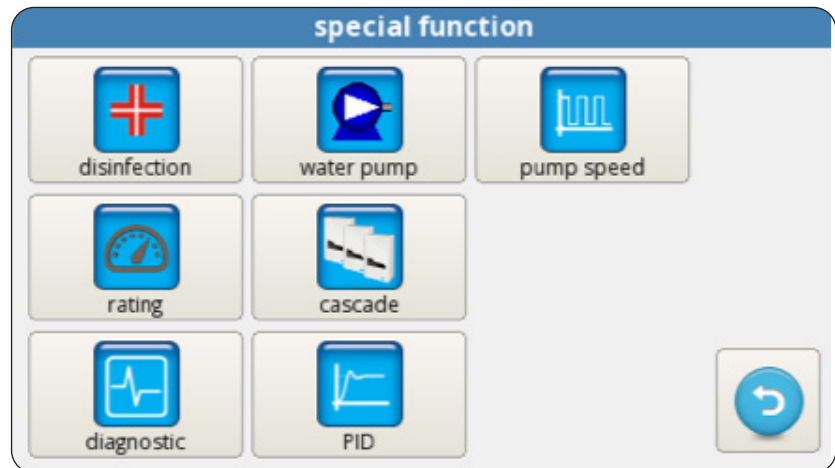 special function
disinfection
water pump
pump speed
rating
cascade
diagnostic
PID